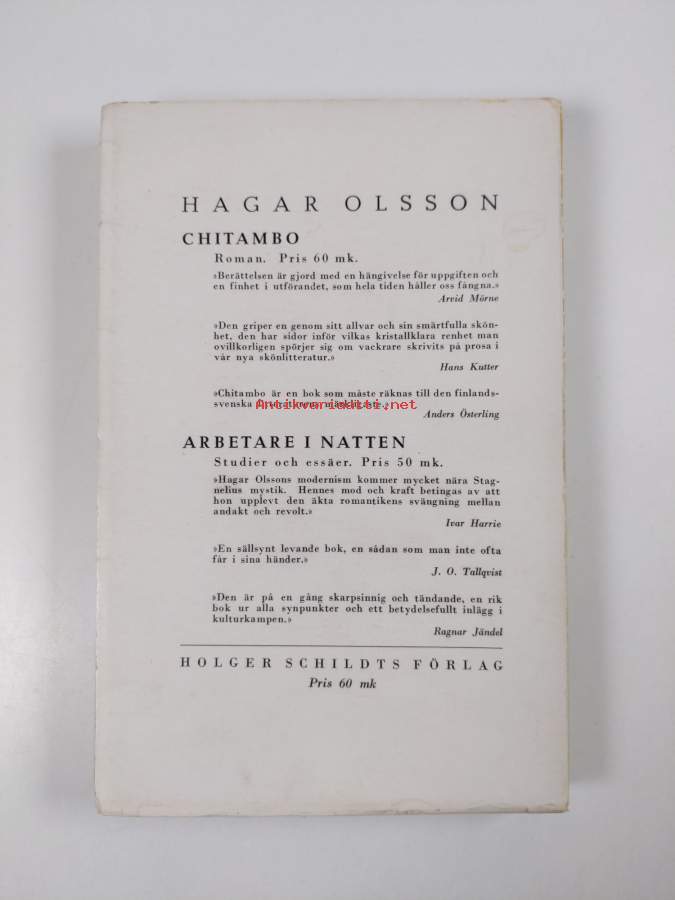 HAGAR OLSSON
CHITAMBO
Roman. Pris 60 mk.
»Berättelsen är gjord med en hängivelse för uppgiften och
en finhet i utförandet, som hela tiden håller oss fångna.»
Arvid Mörne
»Den griper en genom sitt allvar och sin smärtfulla skön-
het, den har sidor inför vilkas kristallklara renhet man
ovillkorligen spörjer sig om vackrare skrivits på prosa i
vår nya skönlitteratur.»
Hans Kutter
»Chitambo är en bok som måste räknas till den finlands-
svenska
Antikvariaatti.net
Anders Österling
ARBETARE I NATTEN
Studier och essäer. Pris 50 mk.
»Hagar Olssons modernism kommer mycket nära Stag-
nelius mystik. Hennes mod och kraft betingas av att
hon upplevt den äkta romantikens svängning mellan
andakt och revolt.»
Ivar Harrie
»En sällsynt levande bok, en sådan som man inte ofta
får i sina händer.»
J. O. Tallqvist
»Den är på en gång skarpsinnig och tändande, en rik
bok ur alla synpunkter och ett betydelsefullt inlägg i
kulturkampen.»
Ragnar Jändel
HOLGER SCHILDTS FÖRLAG
Pris 60 mk